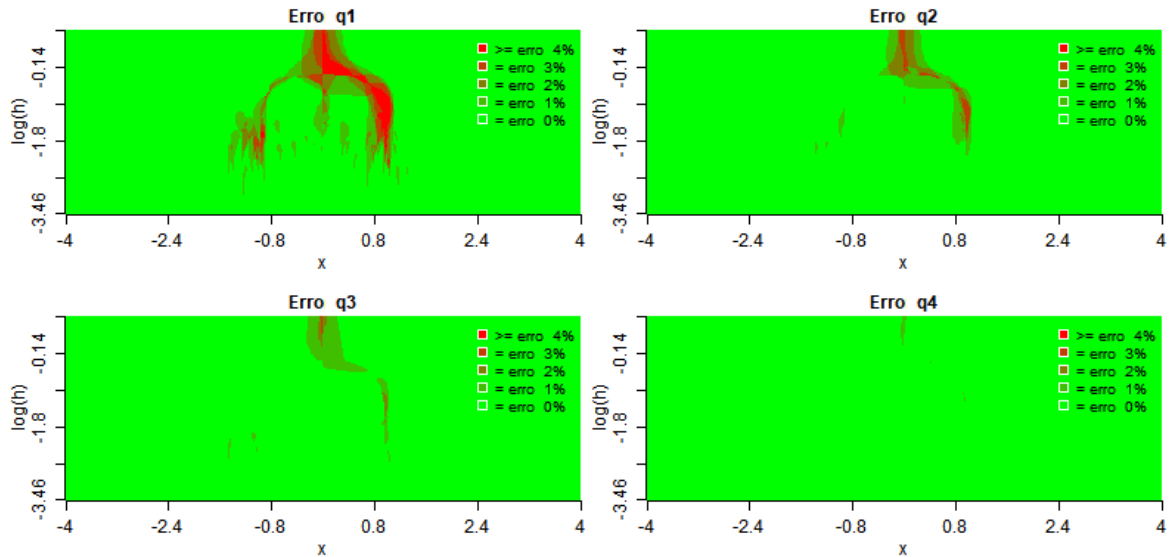 Erro q1
>= erro 4%
= erro 3%
= erro 2%
= erro 1%
= erro 0%
log(h)
-0.14
-1.8
-3.46
-4
-2.4
-0.8
0.8
2.4
4
x
Erro q2
>= erro 4%
= erro 3%
= erro 2%
= erro 1%
= erro 0%
log(h)
-0.14
-1.8
-3.46
-4
-2.4
-0.8
0.8
2.4
4
x
Erro q3
>= erro 4%
= erro 3%
= erro 2%
= erro 1%
= erro 0%
log(h)
-0.14
-1.8
-3.46
-4
-2.4
-0.8
0.8
2.4
4
x
Erro q4
>= erro 4%
= erro 3%
= erro 2%
= erro 1%
= erro 0%
log(h)
-0.14
-1.8
-3.46
-4
-2.4
-0.8
0.8
2.4
4
x